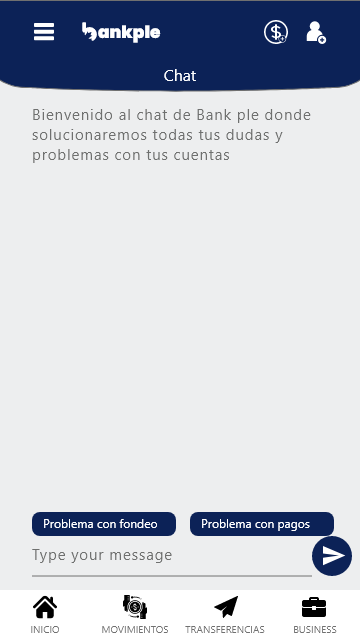 bankple
Chat
Bienvenido al chat de Bank ple donde
solucionaremos todas tus dudas y
problemas con tus cuentas
Problema con fondeo
Problema con pagos
Type your message
INICIO
MOVIMIENTOS
TRANSFERENCIAS
BUSINESS